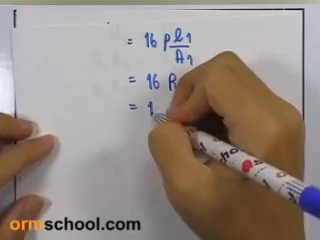 = 16 ρ ℓ1/A1
= 16 R
= 1
ormschool.com